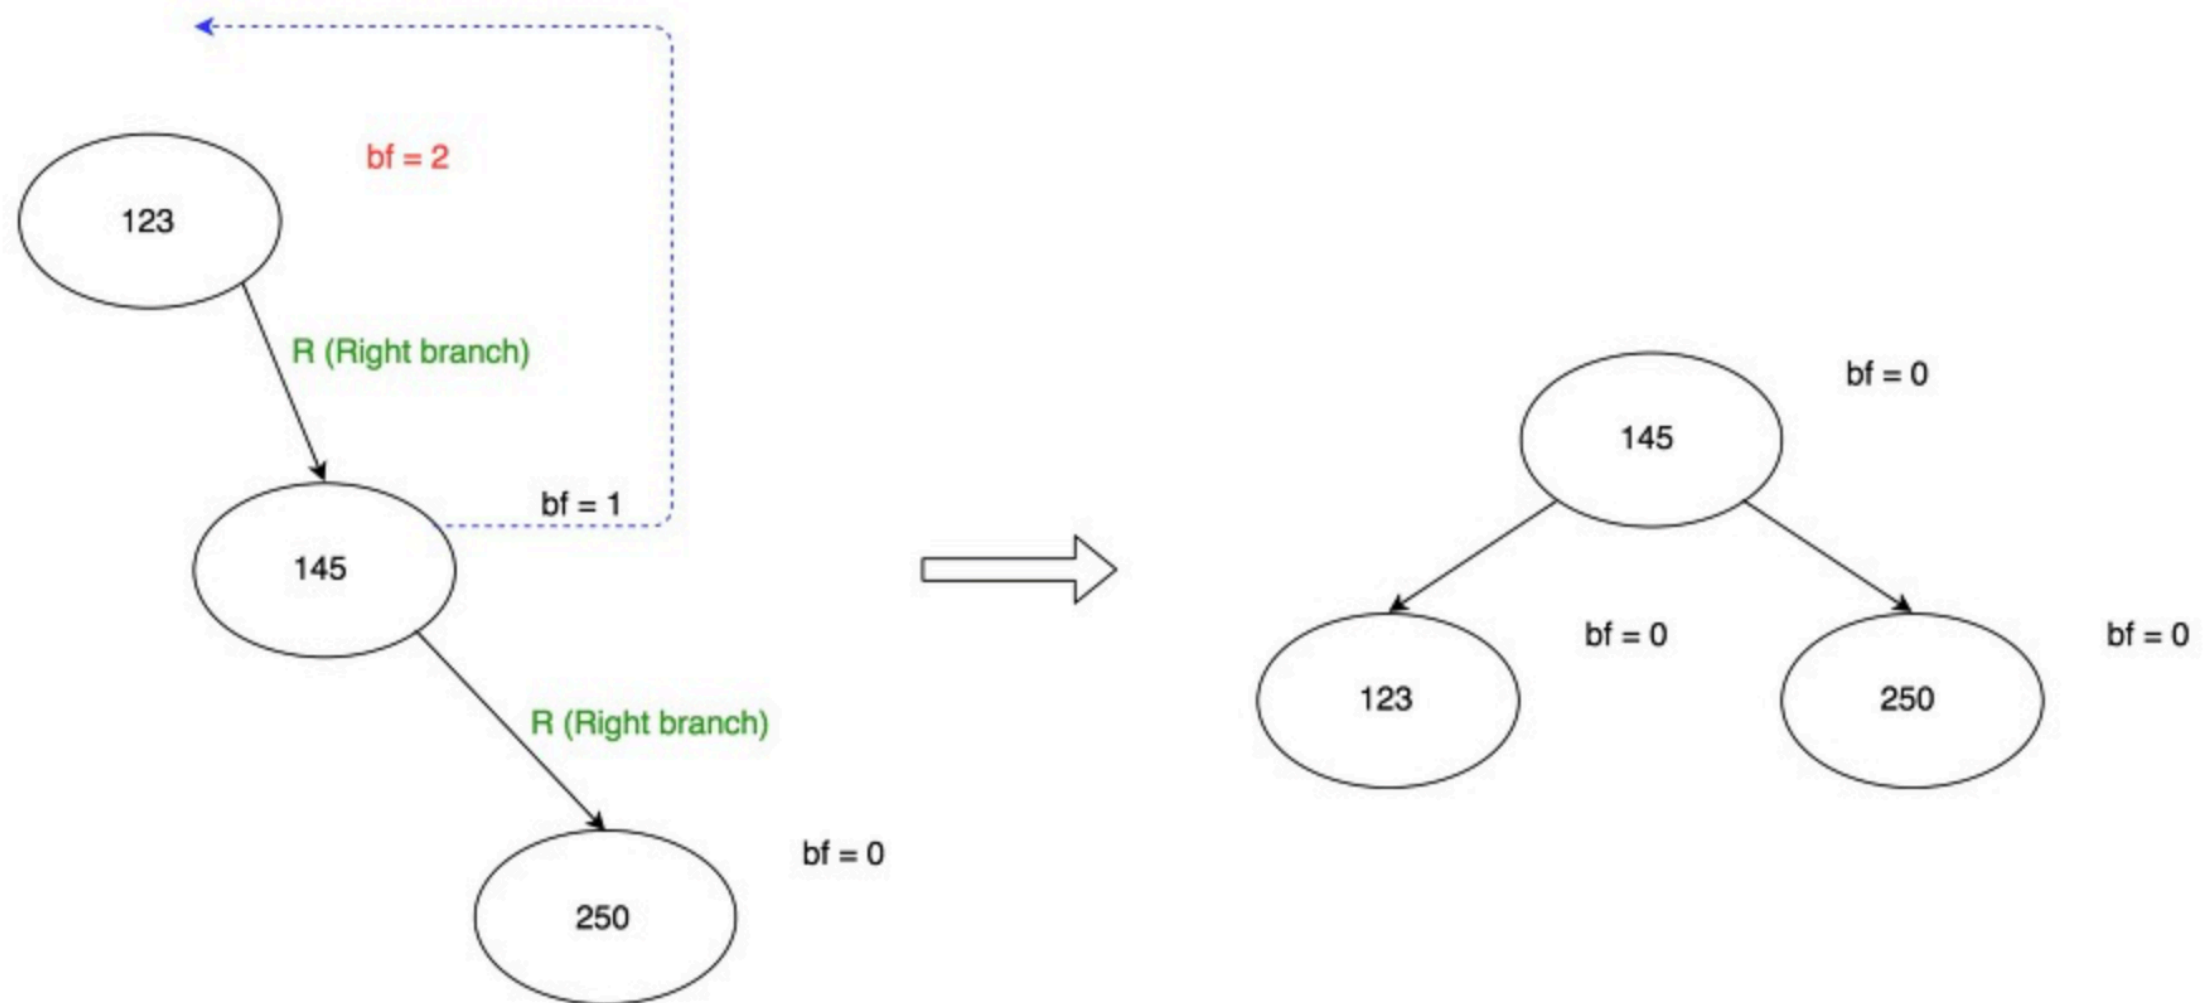 bf = 2
123
R (Right branch)
bf = 1
145
R (Right branch)
bf = 0
250
bf = 0
145
bf = 0
123
bf = 0
250